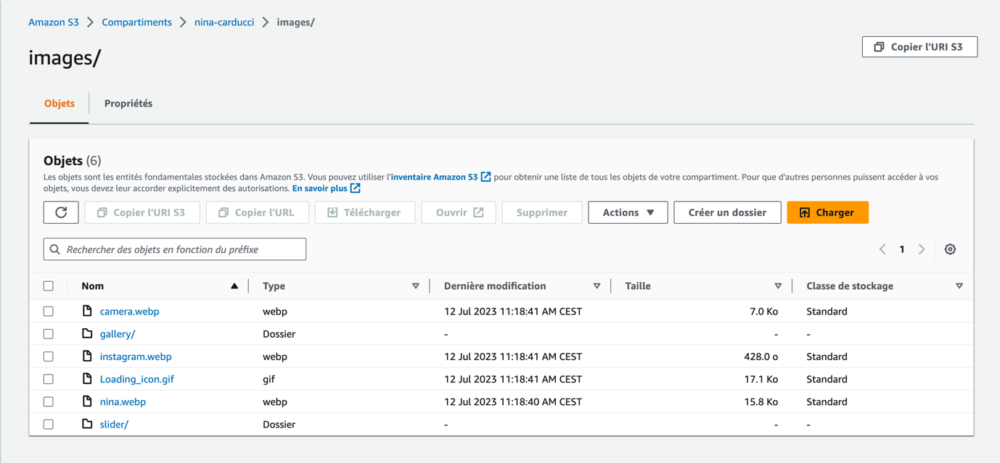 Amazon S3 > Compartiments > nina-carducci > images/
Copier l'URI S3
images/
Objets Propriétés
Objets (6)
Les objets sont les entités fondamentales stockées dans Amazon S3. Vous pouvez utiliser l'inventaire Amazon S3 pour obtenir une liste de tous les objets de votre compartiment. Pour que d'autres personnes puissent accéder à vos
objets, vous devez leur accorder explicitement des autorisations. En savoir plus
Copier l'URI S3 Copier l'URL Télécharger Ouvrir Supprimer Actions Créer un dossier Charger
Rechercher des objets en fonction du préfixe 1
Nom Type Dernière modification Taille Classe de stockage
camera.webp webp 12 Jul 2023 11:18:41 AM CEST 7.0 Ko Standard
gallery/ Dossier - - -
instagram.webp webp 12 Jul 2023 11:18:41 AM CEST 428.0 o Standard
Loading_icon.gif gif 12 Jul 2023 11:18:41 AM CEST 17.1 Ko Standard
nina.webp webp 12 Jul 2023 11:18:40 AM CEST 15.8 Ko Standard
slider/ Dossier - - -